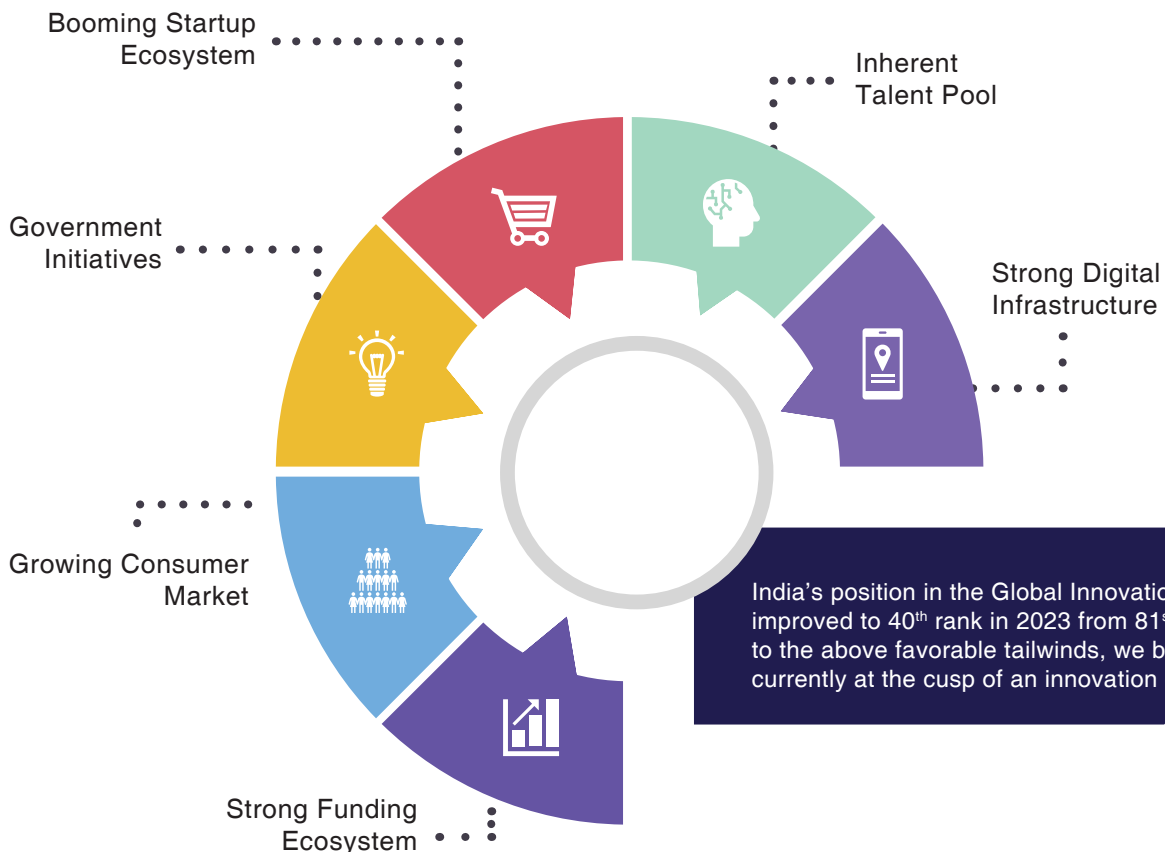 Booming Startup
Ecosystem
Inherent
Talent Pool
Government
Initiatives
Strong Digital
Infrastructure
Growing Consumer
Market
India’s position in the Global
improved to 40th rank in 2023 from
to the above favorable tailwinds, we
currently at the cusp of an innovation
Strong Funding
Ecosystem